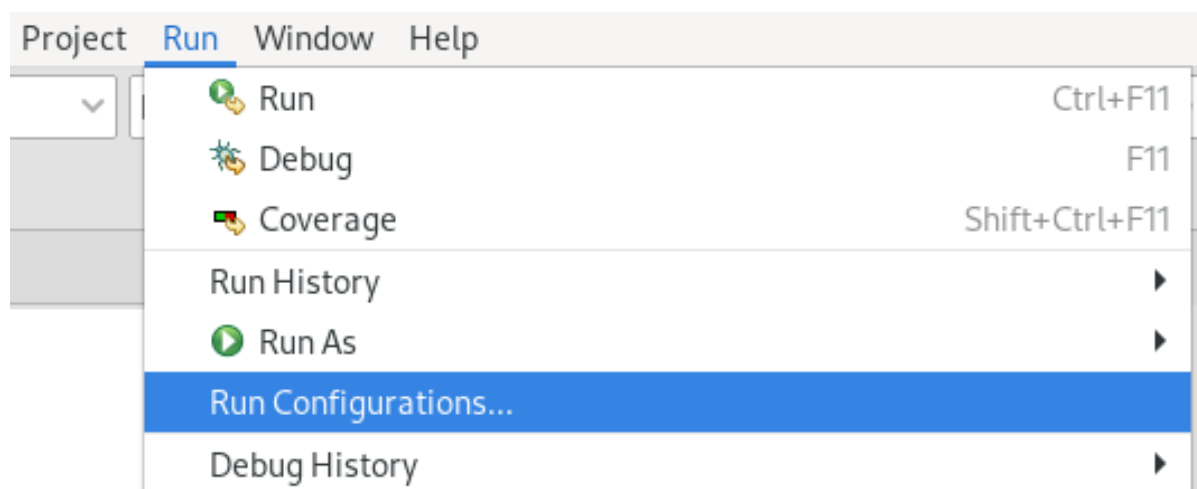 Project Run Window Help
Run Ctrl+F11
Debug F11
Coverage Shift+Ctrl+F11
Run History
Run As
Run Configurations...
Debug History